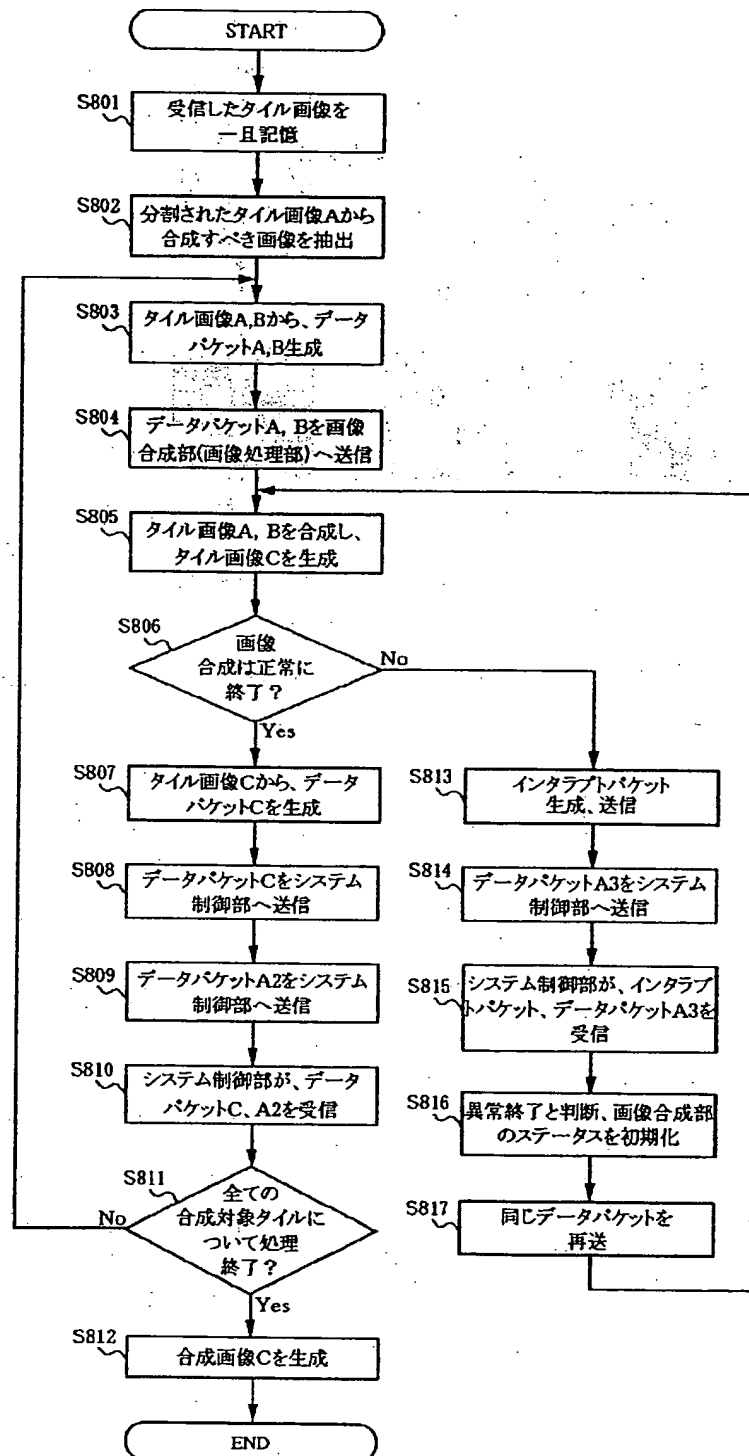 START
S801
受信したタイル画像を
一旦記憶
S802
分割されたタイル画像Aから
合成すべき画像を抽出
S803
タイル画像A,Bから、データ
パケットA,B生成
S804
データパケットA, Bを画像
合成部(画像処理部)へ送信
S805
タイル画像A, Bを合成し、
タイル画像Cを生成
S806
画像
合成は正常に
終了?
No
Yes
S807
タイル画像Cから、データ
パケットCを生成
S808
データパケットCをシステム
制御部へ送信
S809
データパケットA2をシステム
制御部へ送信
S810
システム制御部が、データ
パケットC、A2を受信
S811
全ての
合成対象タイルに
ついて処理
終了?
No
Yes
S812
合成画像Cを生成
END
S813
インタラプトパケット
生成、送信
S814
データパケットA3をシステム
制御部へ送信
S815
システム制御部が、インタラプ
トパケット、データパケットA3を
受信
S816
異常終了と判断、画像合成部
のステータスを初期化
S817
同じデータパケットを
再送